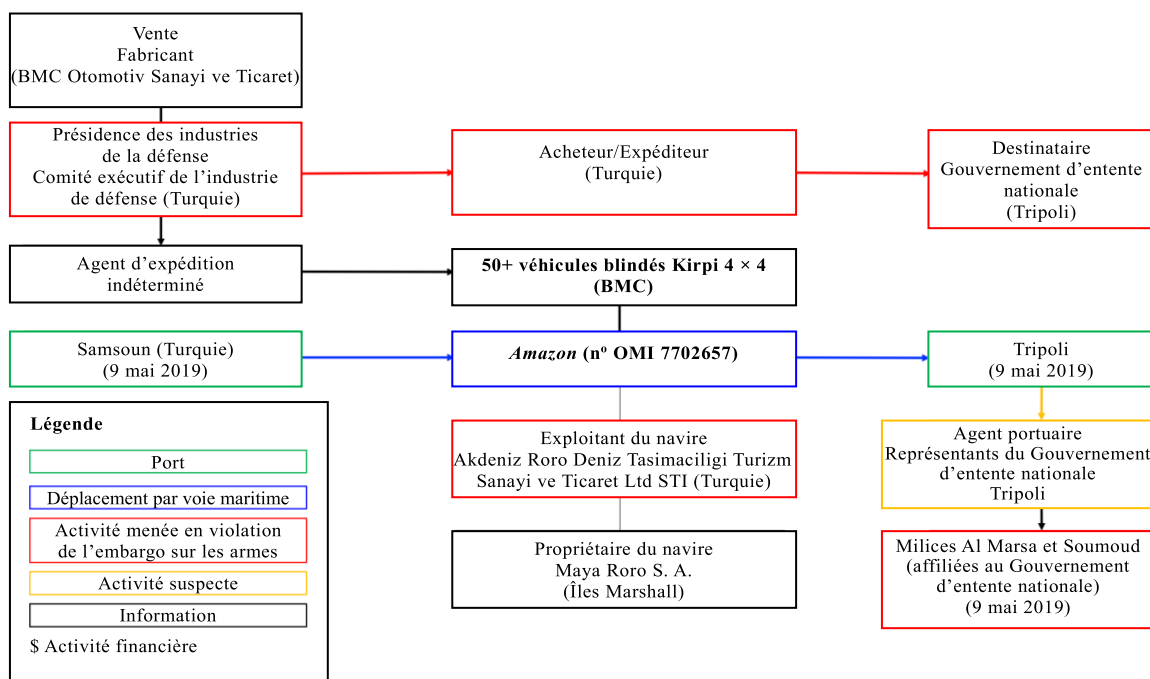 Vente
Fabricant
(BMC Otomotiv Sanayi ve Ticaret)
Présidence des industries
de la défense
Comité exécutif de l’industrie
de défense (Turquie)
Acheteur/Expéditeur
(Turquie)
Destinataire
Gouvernement d’entente
nationale
(Tripoli)
Agent d’expédition
indéterminé
50+ véhicules blindés Kirpi 4 × 4
(BMC)
Samsoun (Turquie)
(9 mai 2019)
Amazon (nº OMI 7702657)
Tripoli
(9 mai 2019)
Légende
Port
Déplacement par voie maritime
Activité menée en violation
de l’embargo sur les armes
Activité suspecte
Information
$ Activité financière
Exploitant du navire
Akdeniz Roro Deniz Tasimaciligi Turizm
Sanayi ve Ticaret Ltd STI (Turquie)
Propriétaire du navire
Maya Roro S. A.
(Îles Marshall)
Agent portuaire
Représentants du Gouvernement
d’entente nationale
Tripoli
Milices Al Marsa et Soumoud
(affiliées au Gouvernement
d’entente nationale)
(9 mai 2019)